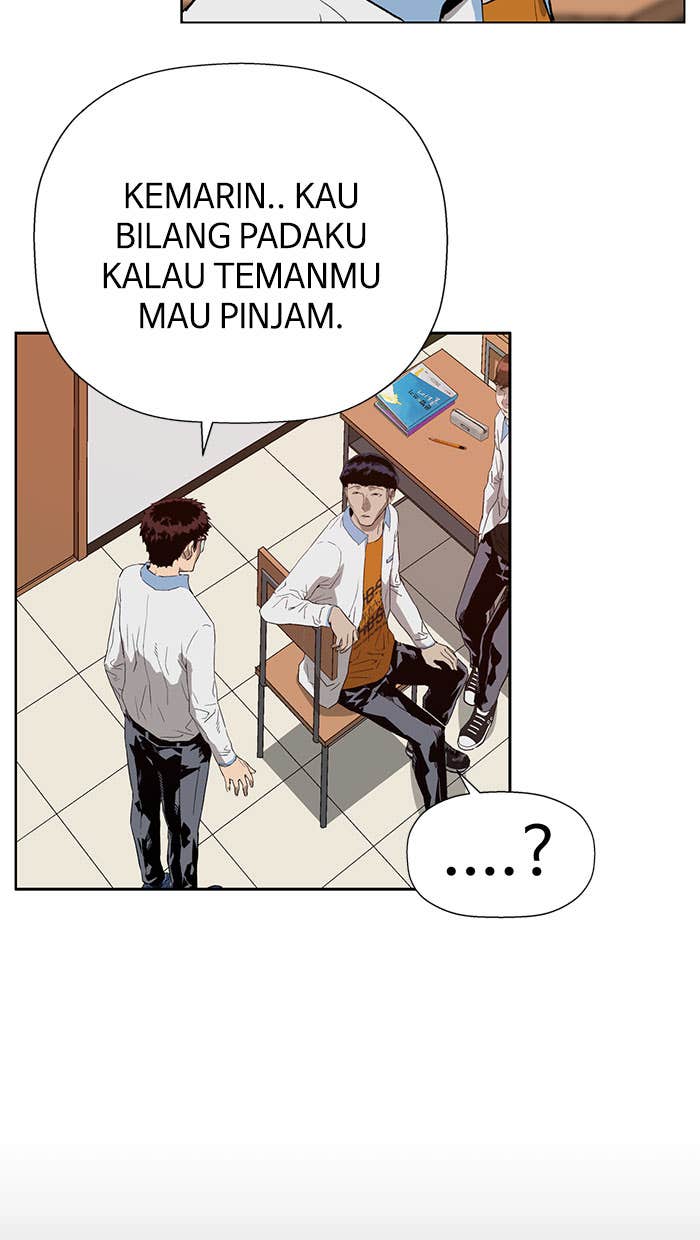 KEMARIN.. KAU
BILANG PADAKU
KALAU TEMANMU
MAU PINJAM.
....?